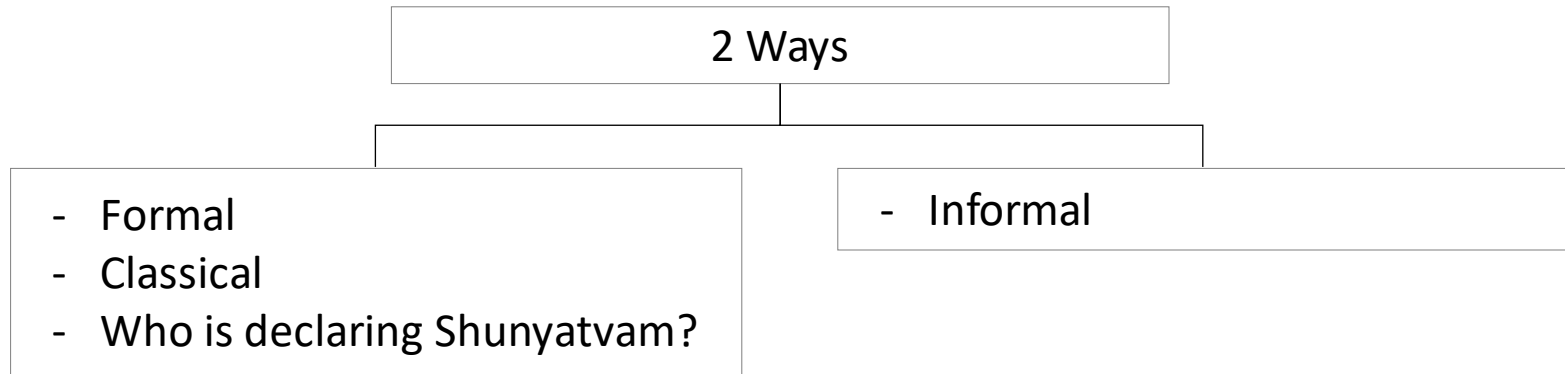 2 Ways
- Formal
- Classical
- Who is declaring Shunyatvam?
- Informal